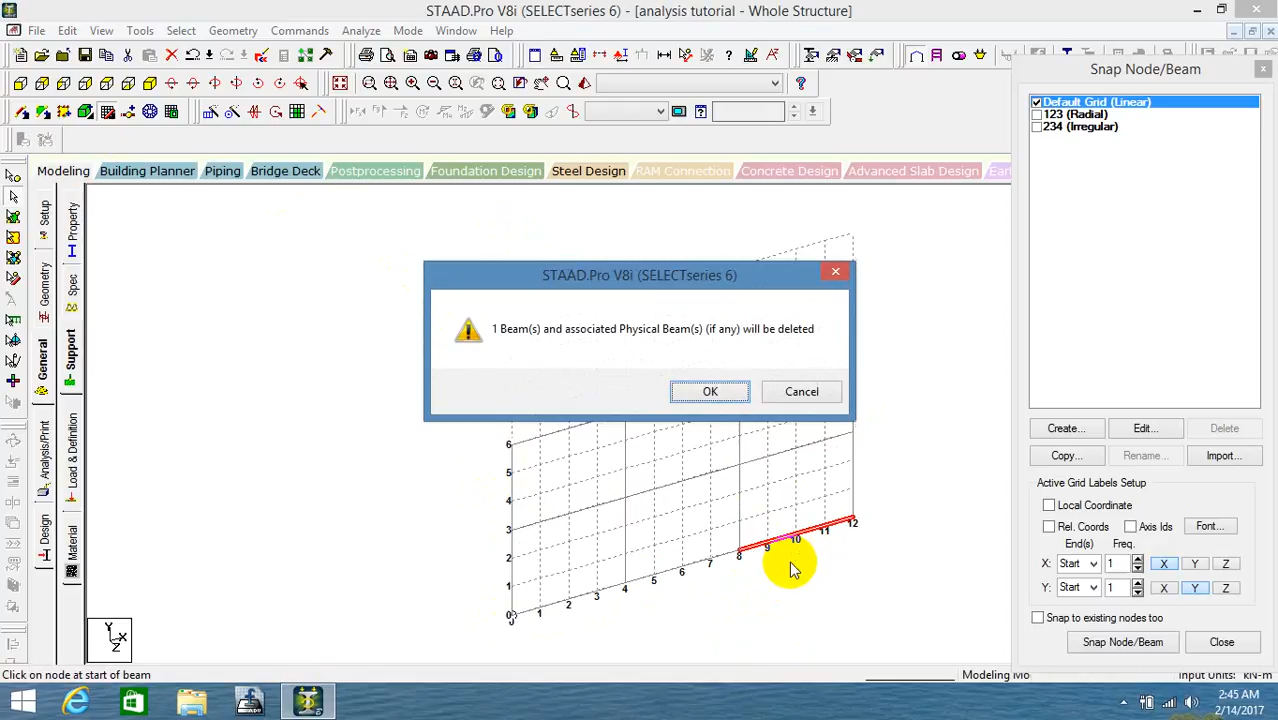 STAAD.Pro V8i (SELECTseries 6) - [analysis tutorial - Whole Structure]
File Edit View Tools Select Geometry Commands Analyze Mode Window Help
Snap Node/Beam
Default Grid (Linear)
123 (Radial)
234 (Irregular)
Modeling Building Planner Piping Bridge Deck Postprocessing Foundation Design Steel Design RAM Connection Concrete Design Advanced Slab Design
Setup
Geometry
General
Analysis/Print
Design
Property
Spec
Support
Load & Definition
Material
STAAD.Pro V8i (SELECTseries 6)
1 Beam(s) and associated Physical Beam(s) (if any) will be deleted
OK Cancel
6
5
4
3
2
1
0
0 1 2 3 4 5 6 7 8 9 10 11 12
Y
X
Z
Create... Edit... Delete
Copy... Rename... Import...
Active Grid Labels Setup
Local Coordinate
Rel. Coords Axis Ids Font...
End(s) Freq.
X: Start 1 X Y Z
Y: Start 1 X Y Z
Snap to existing nodes too
Snap Node/Beam Close
Click on node at start of beam
Modeling Mo
Input Units: kN-m
2:45 AM
2/14/2017